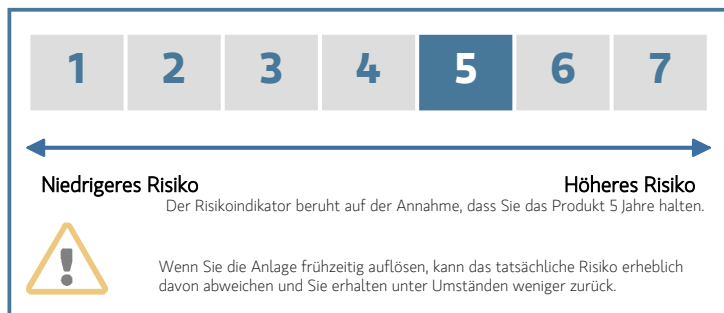 1 2 3 4 5 6 7
Niedrigeres Risiko Höheres Risiko
Der Risikoindikator beruht auf der Annahme, dass Sie das Produkt 5 Jahre halten.
Wenn Sie die Anlage frühzeitig auflösen, kann das tatsächliche Risiko erheblich
davon abweichen und Sie erhalten unter Umständen weniger zurück.